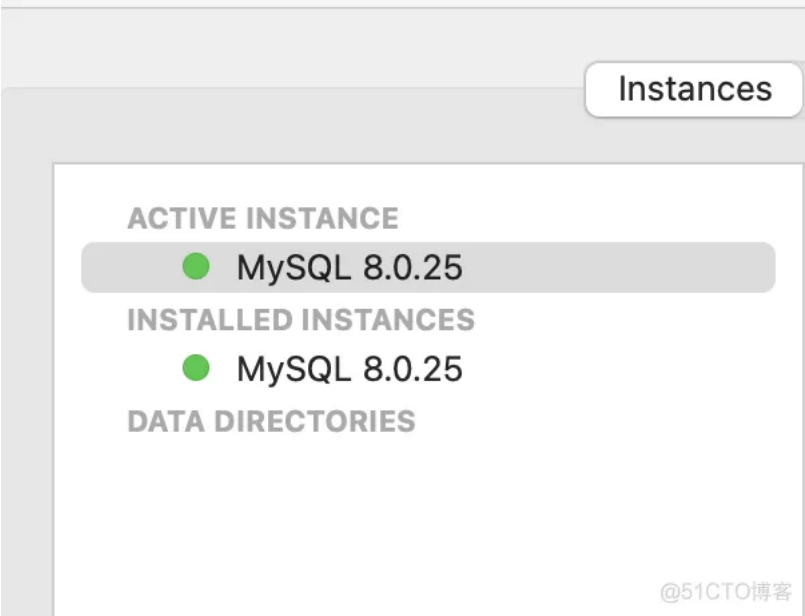 Instances
ACTIVE INSTANCE
MySQL 8.0.25
INSTALLED INSTANCES
MySQL 8.0.25
DATA DIRECTORIES
@51CTO博客